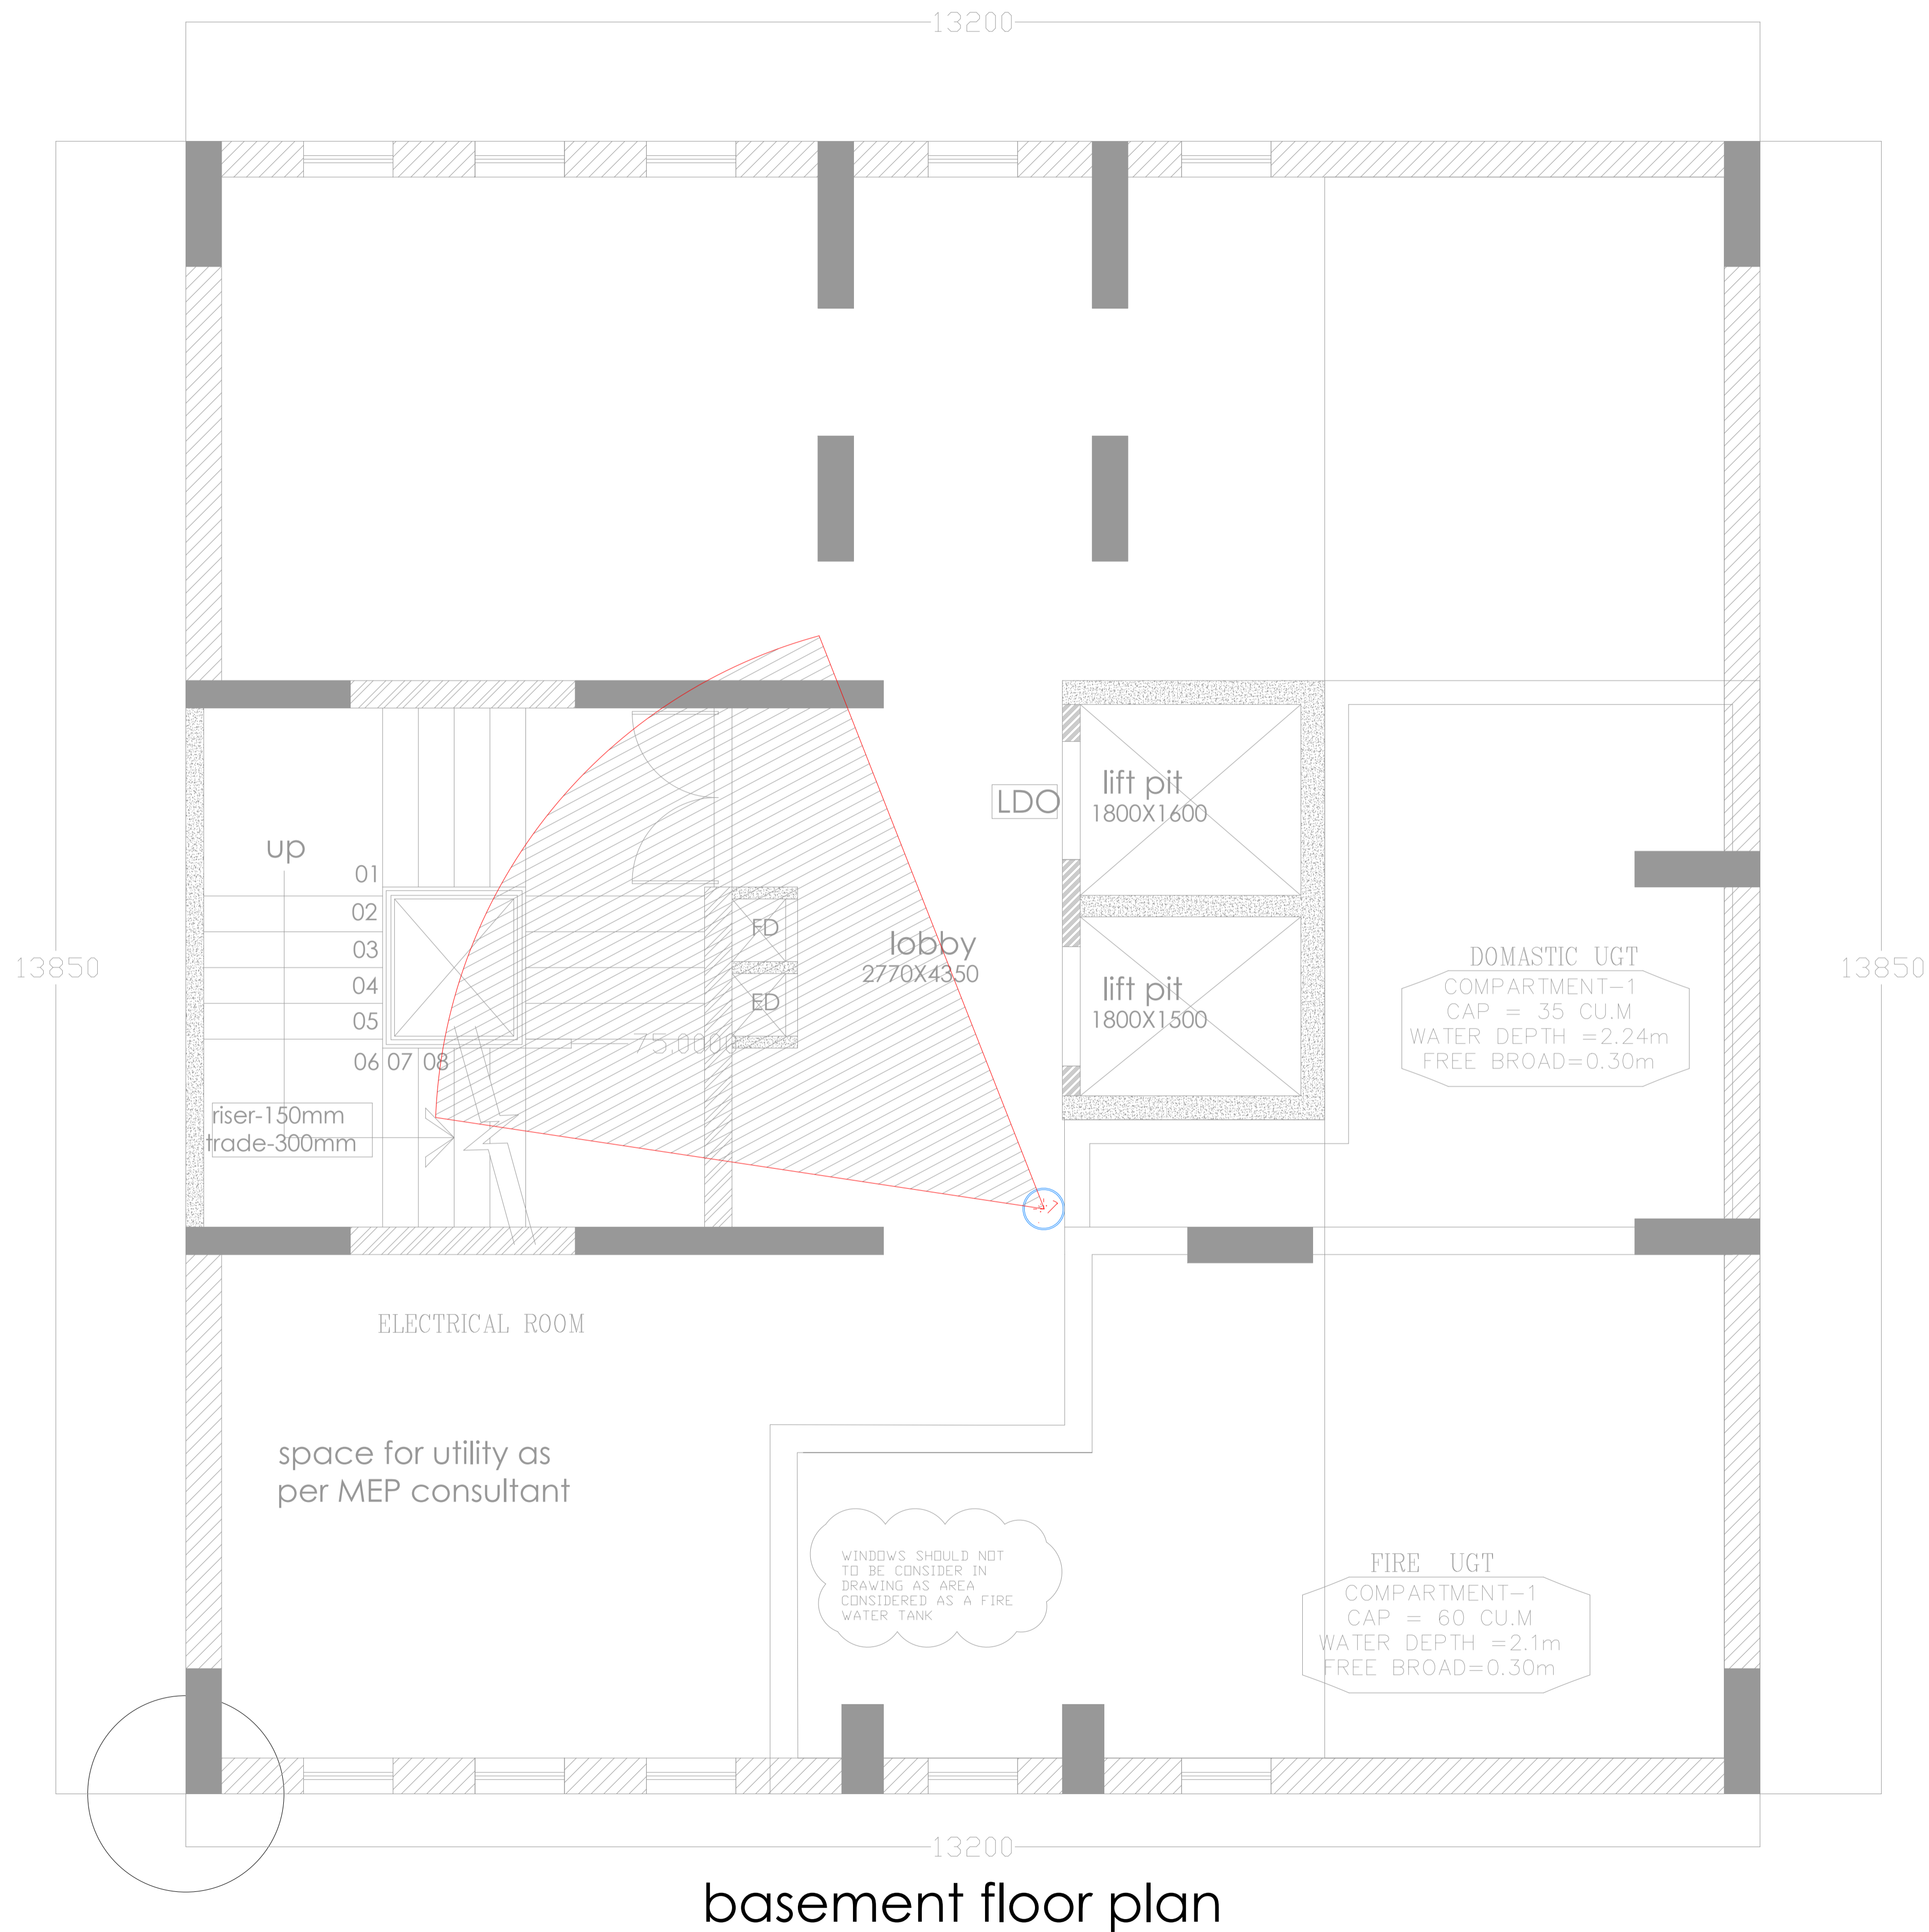 13200
up
01
02
03
04
05
06 07 08
riser-150mm
trade-300mm
75.0000
FD
ED
lobby
2770X4350
LDO
lift pit
1800X1600
lift pit
1800X1500
13850
13850
DOMASTIC UGT
COMPARTMENT-1
CAP = 35 CU.M
WATER DEPTH =2.24m
FREE BROAD=0.30m
ELECTRICAL ROOM
space for utility as
per MEP consultant
WINDOWS SHOULD NOT
TO BE CONSIDER IN
DRAWING AS AREA
CONSIDERED AS A FIRE
WATER TANK
FIRE UGT
COMPARTMENT-1
CAP = 60 CU.M
WATER DEPTH =2.1m
FREE BROAD=0.30m
13200
basement floor plan